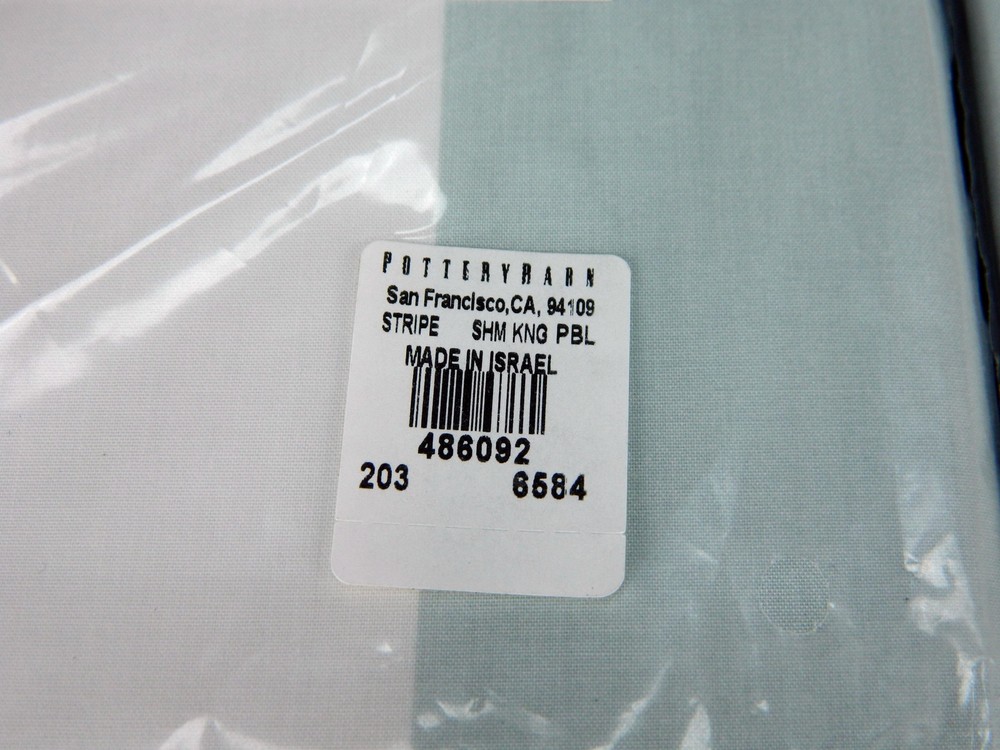 POTTERYBARN
San Francisco,CA, 94109
STRIPE SHM KNG PBL
MADE IN ISRAEL
486092
203 6584